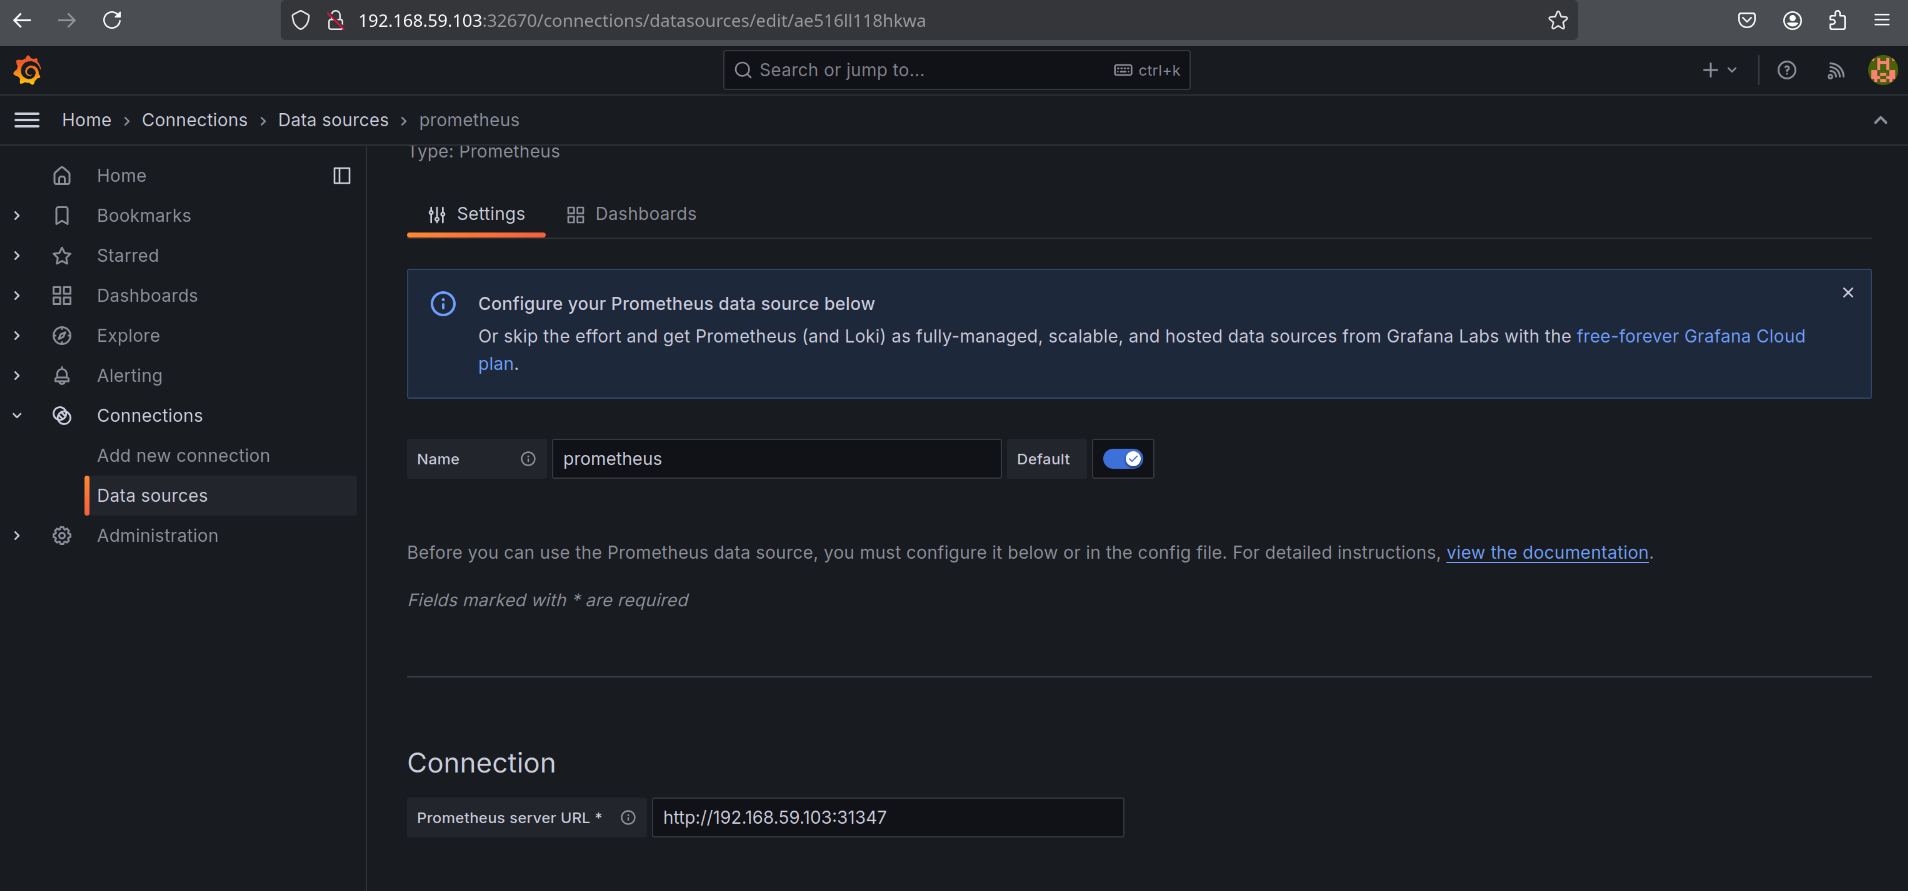 192.168.59.103:32670/connections/datasources/edit/ae516ll118hkwa
Search or jump to...
ctrl+k
Home
Connections
Data sources
prometheus
Type: Prometheus
Home
Bookmarks
Starred
Dashboards
Explore
Alerting
Connections
Add new connection
Data sources
Administration
Settings
Dashboards
Configure your Prometheus data source below
Or skip the effort and get Prometheus (and Loki) as fully-managed, scalable, and hosted data sources from Grafana Labs with the free-forever Grafana Cloud
plan.
Name
prometheus
Default
Before you can use the Prometheus data source, you must configure it below or in the config file. For detailed instructions, view the documentation.
Fields marked with * are required
Connection
Prometheus server URL *
http://192.168.59.103:31347